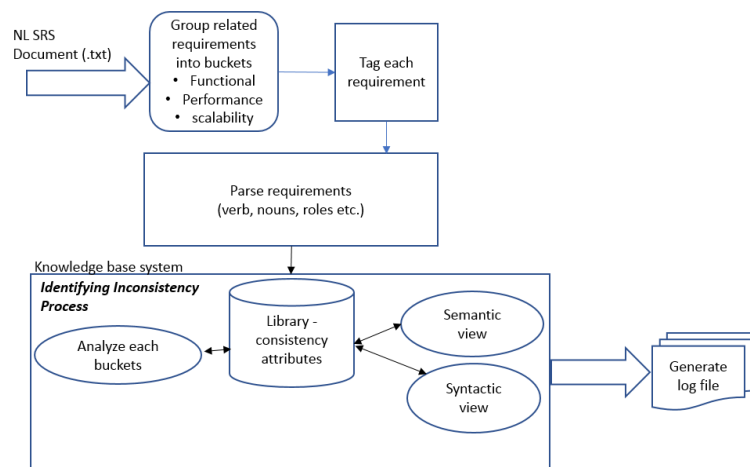 NL SRS
Document (.txt)
Group related
requirements
into buckets
• Functional
• Performance
• scalability
Tag each
requirement
Parse requirements
(verb, nouns, roles etc.)
Knowledge base system
Identifying Inconsistency
Process
Analyze each
buckets
Library -
consistency
attributes
Semantic
view
Syntactic
view
Generate
log file